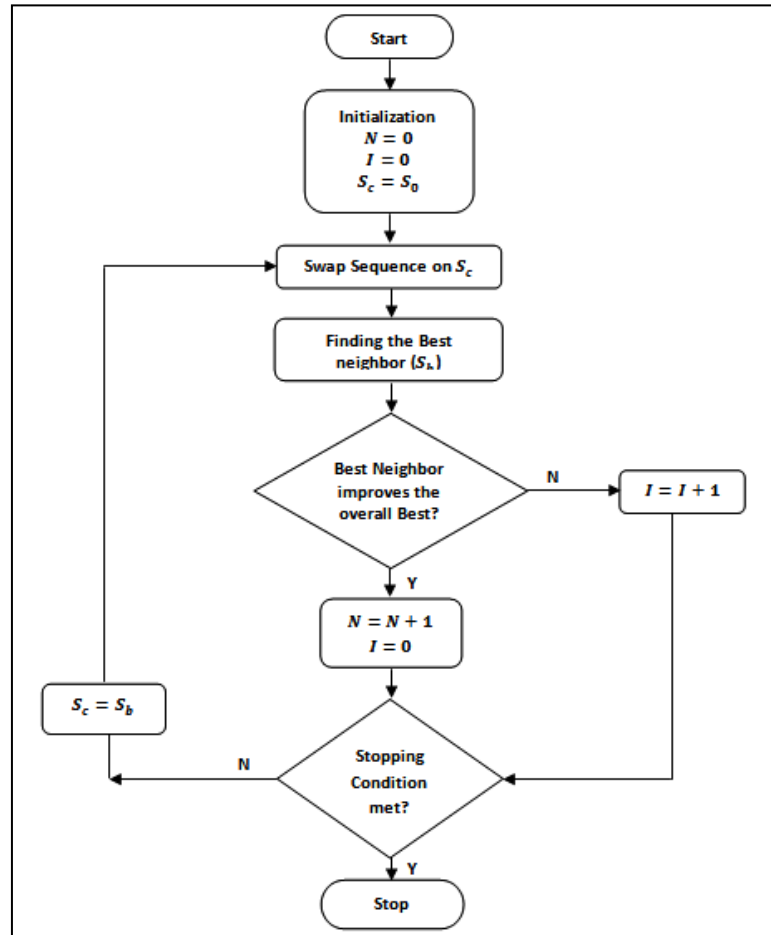 Start
Initialization
N = 0
I = 0
S_c = S_0
Swap Sequence on S_c
Finding the Best
neighbor (S_b)
Best Neighbor
improves the
overall Best?
N
I = I + 1
Y
N = N + 1
I = 0
S_c = S_b
N
Stopping
Condition
met?
Y
Stop